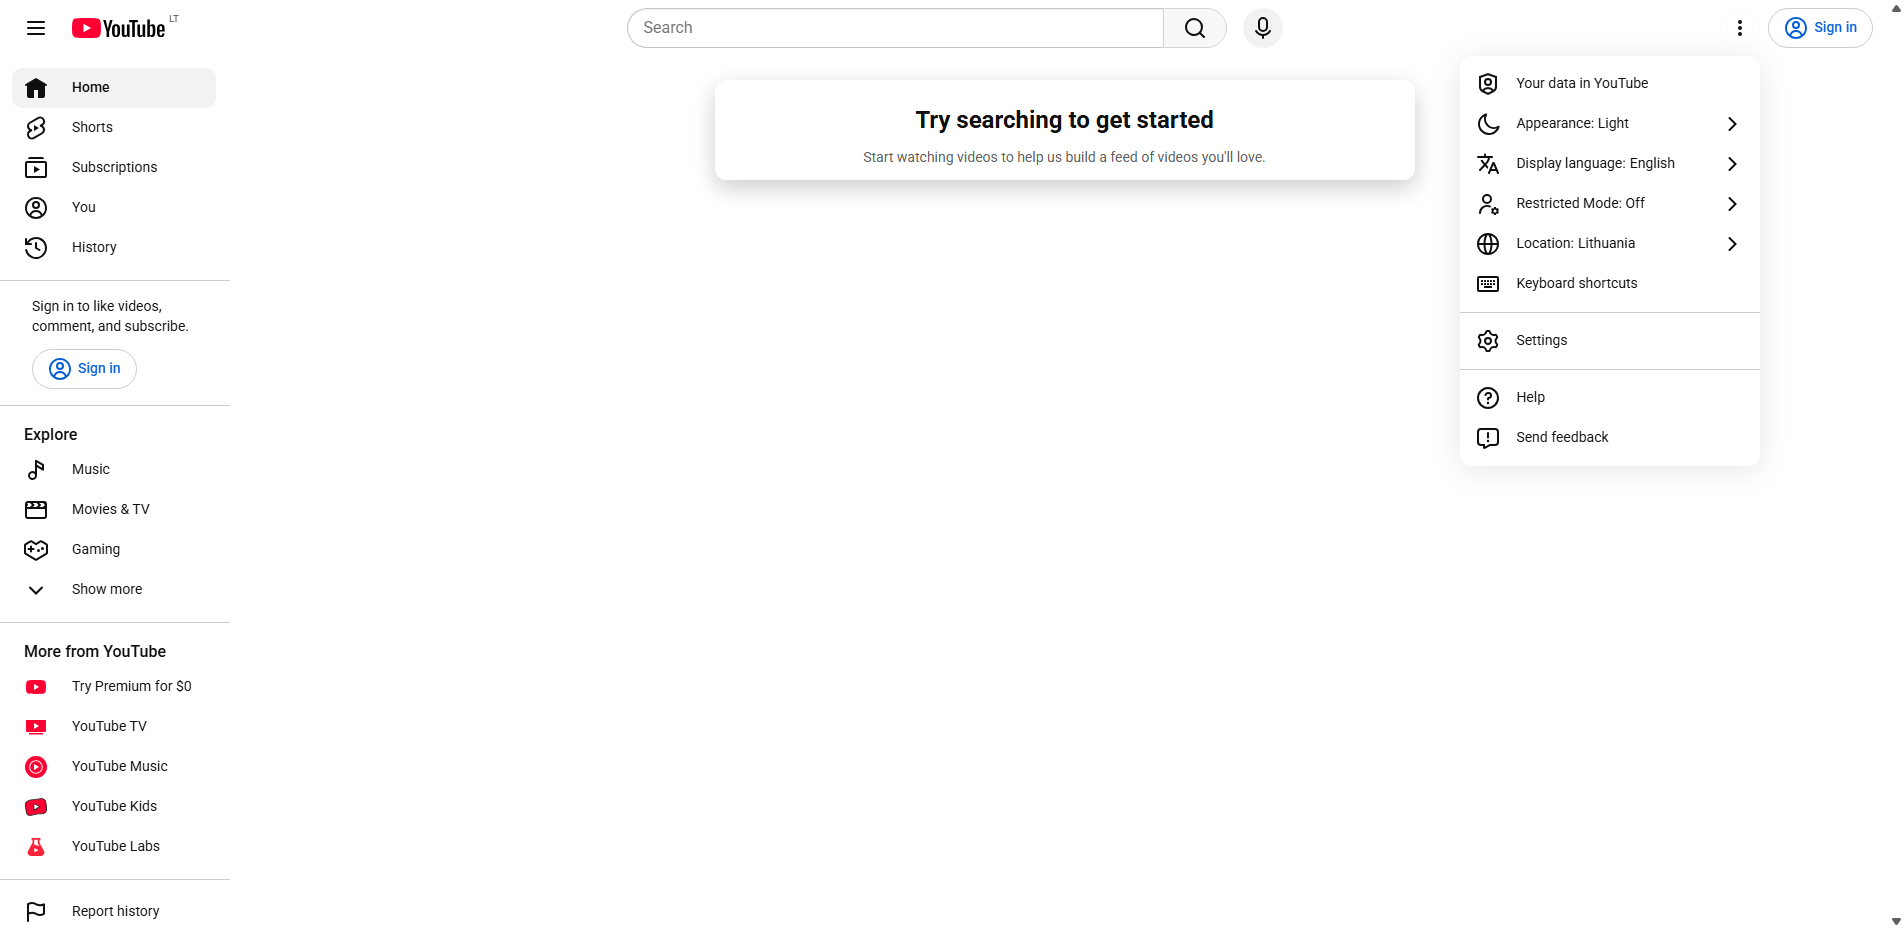 YouTube LT
Search
Sign in
Home
Shorts
Subscriptions
You
History
Sign in to like videos,
comment, and subscribe.
Sign in
Explore
Music
Movies & TV
Gaming
Show more
More from YouTube
Try Premium for $0
YouTube TV
YouTube Music
YouTube Kids
YouTube Labs
Report history
Try searching to get started
Start watching videos to help us build a feed of videos you'll love.
Your data in YouTube
Appearance: Light
Display language: English
Restricted Mode: Off
Location: Lithuania
Keyboard shortcuts
Settings
Help
Send feedback